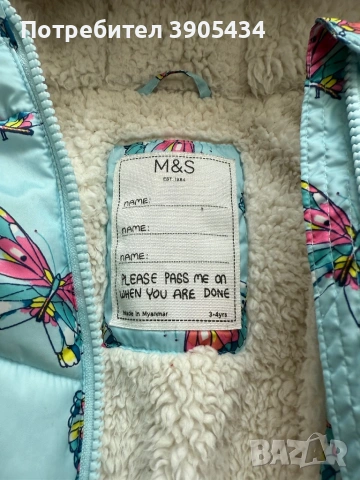 Потребител 3905434
M&S
EST. 1884
NAME:
NAME:
NAME:
PLEASE PASS ME ON
WHEN YOU ARE DONE
Made in Myanmar 3-4yrs
BAZAR